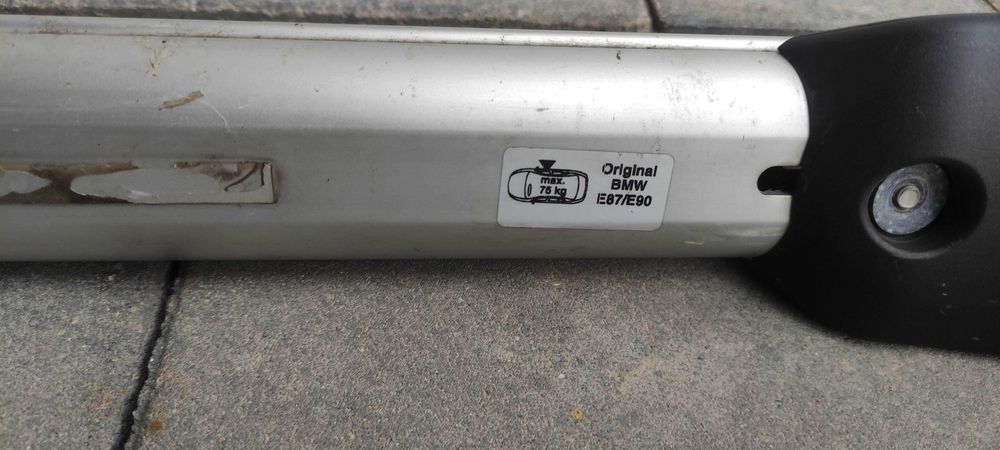 max.
75 kg
Original
BMW
E87/E90